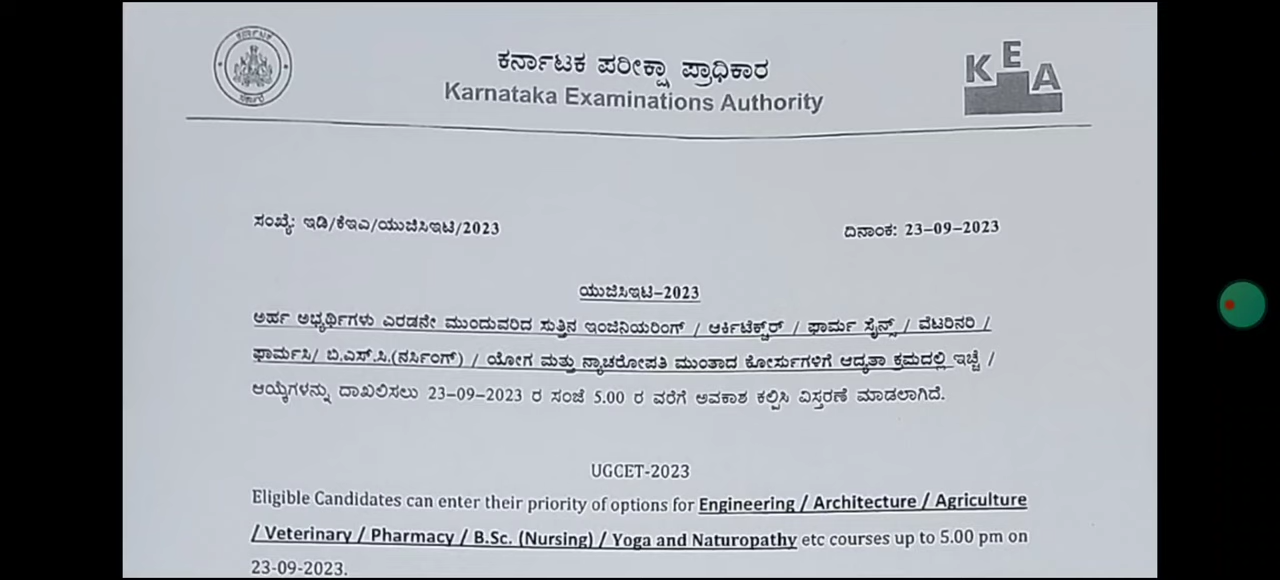 ಕರ್ನಾಟಕ
ಸರ್ಕಾರ
ಕರ್ನಾಟಕ ಪರೀಕ್ಷಾ ಪ್ರಾಧಿಕಾರ
Karnataka Examinations Authority
KEA
ಸಂಖ್ಯೆ: ಇಡಿ/ಕೆಇಎ/ಯುಜಿಸಿಇಟಿ/2023
ದಿನಾಂಕ: 23-09-2023
ಯುಜಿಸಿಇಟಿ-2023
ಅರ್ಹ ಅಭ್ಯರ್ಥಿಗಳು ಎರಡನೇ ಮುಂದುವರಿದ ಸುತ್ತಿನ ಇಂಜಿನಿಯರಿಂಗ್ / ಆರ್ಕಿಟೆಕ್ಚರ್ / ಫಾರ್ಮ ಸೈನ್ಸ್ / ವೆಟರಿನರಿ /
ಫಾರ್ಮಸಿ/ ಬಿ.ಎಸ್.ಸಿ.(ನರ್ಸಿಂಗ್) / ಯೋಗ ಮತ್ತು ನ್ಯಾಚರೋಪತಿ ಮುಂತಾದ ಕೋರ್ಸುಗಳಿಗೆ ಆದ್ಯತಾ ಕ್ರಮದಲ್ಲಿ ಇಚ್ಛೆ /
ಆಯ್ಕೆಗಳನ್ನು ದಾಖಲಿಸಲು 23-09-2023 ರ ಸಂಜೆ 5.00 ರ ವರೆಗೆ ಅವಕಾಶ ಕಲ್ಪಿಸಿ ವಿಸ್ತರಣೆ ಮಾಡಲಾಗಿದೆ.
UGCET-2023
Eligible Candidates can enter their priority of options for Engineering / Architecture / Agriculture
/ Veterinary / Pharmacy / B.Sc. (Nursing) / Yoga and Naturopathy etc courses up to 5.00 pm on
23-09-2023.